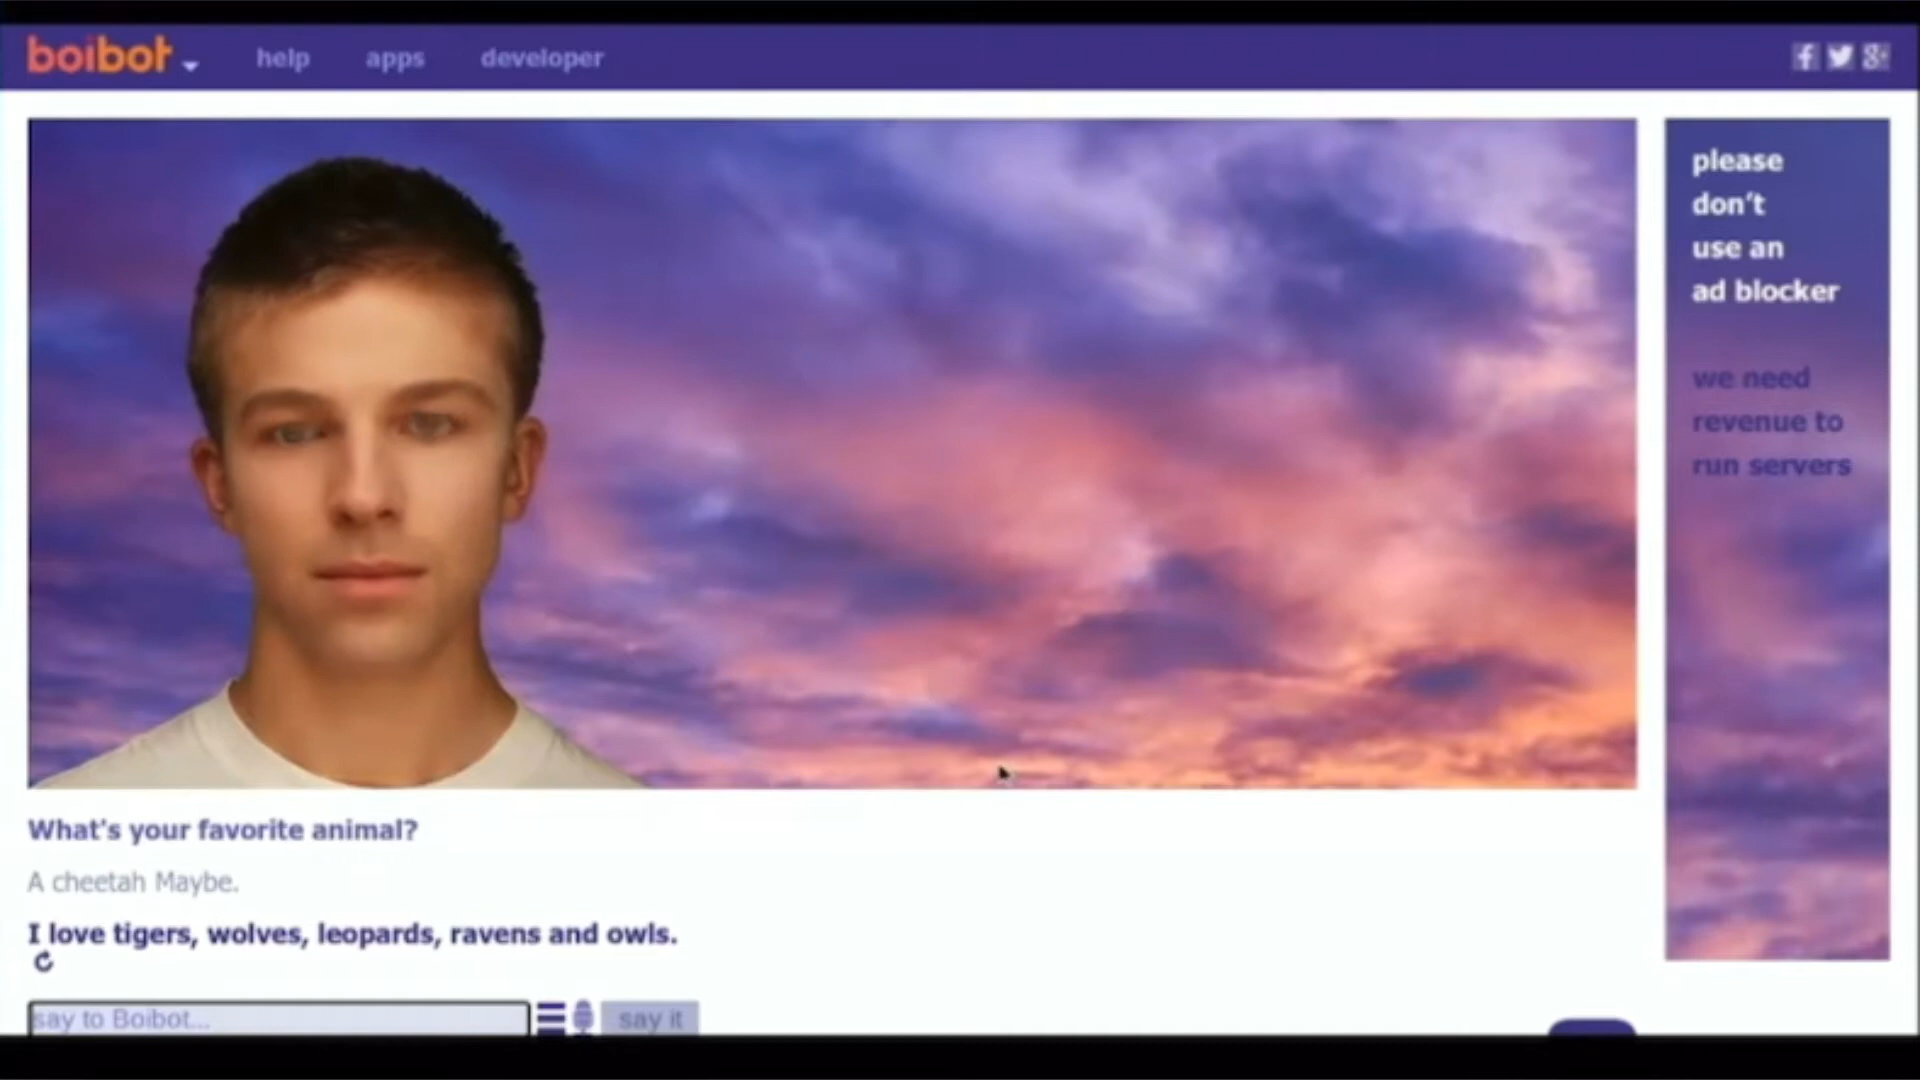 boibot help apps developer
please
don't
use an
ad blocker
we need
revenue to
run servers
What's your favorite animal?
A cheetah Maybe.
I love tigers, wolves, leopards, ravens and owls.
say to Boibot... say it